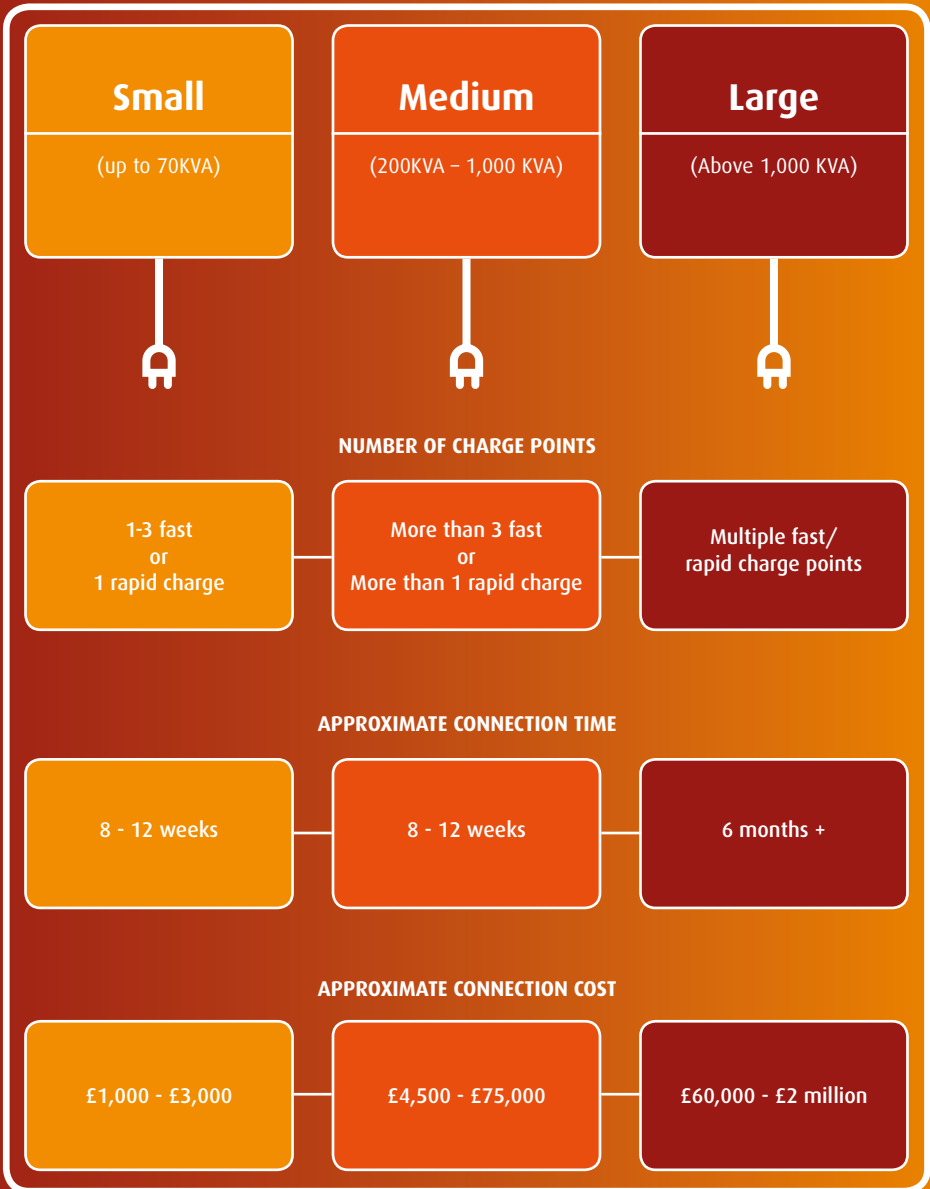 Small
Medium
Large
(up to 70KVA)
(200KVA – 1,000 KVA)
(Above 1,000 KVA)
NUMBER OF CHARGE POINTS
1-3 fast
or
1 rapid charge
More than 3 fast
or
More than 1 rapid charge
Multiple fast/
rapid charge points
APPROXIMATE CONNECTION TIME
8 - 12 weeks
8 - 12 weeks
6 months +
APPROXIMATE CONNECTION COST
£1,000 - £3,000
£4,500 - £75,000
£60,000 - £2 million